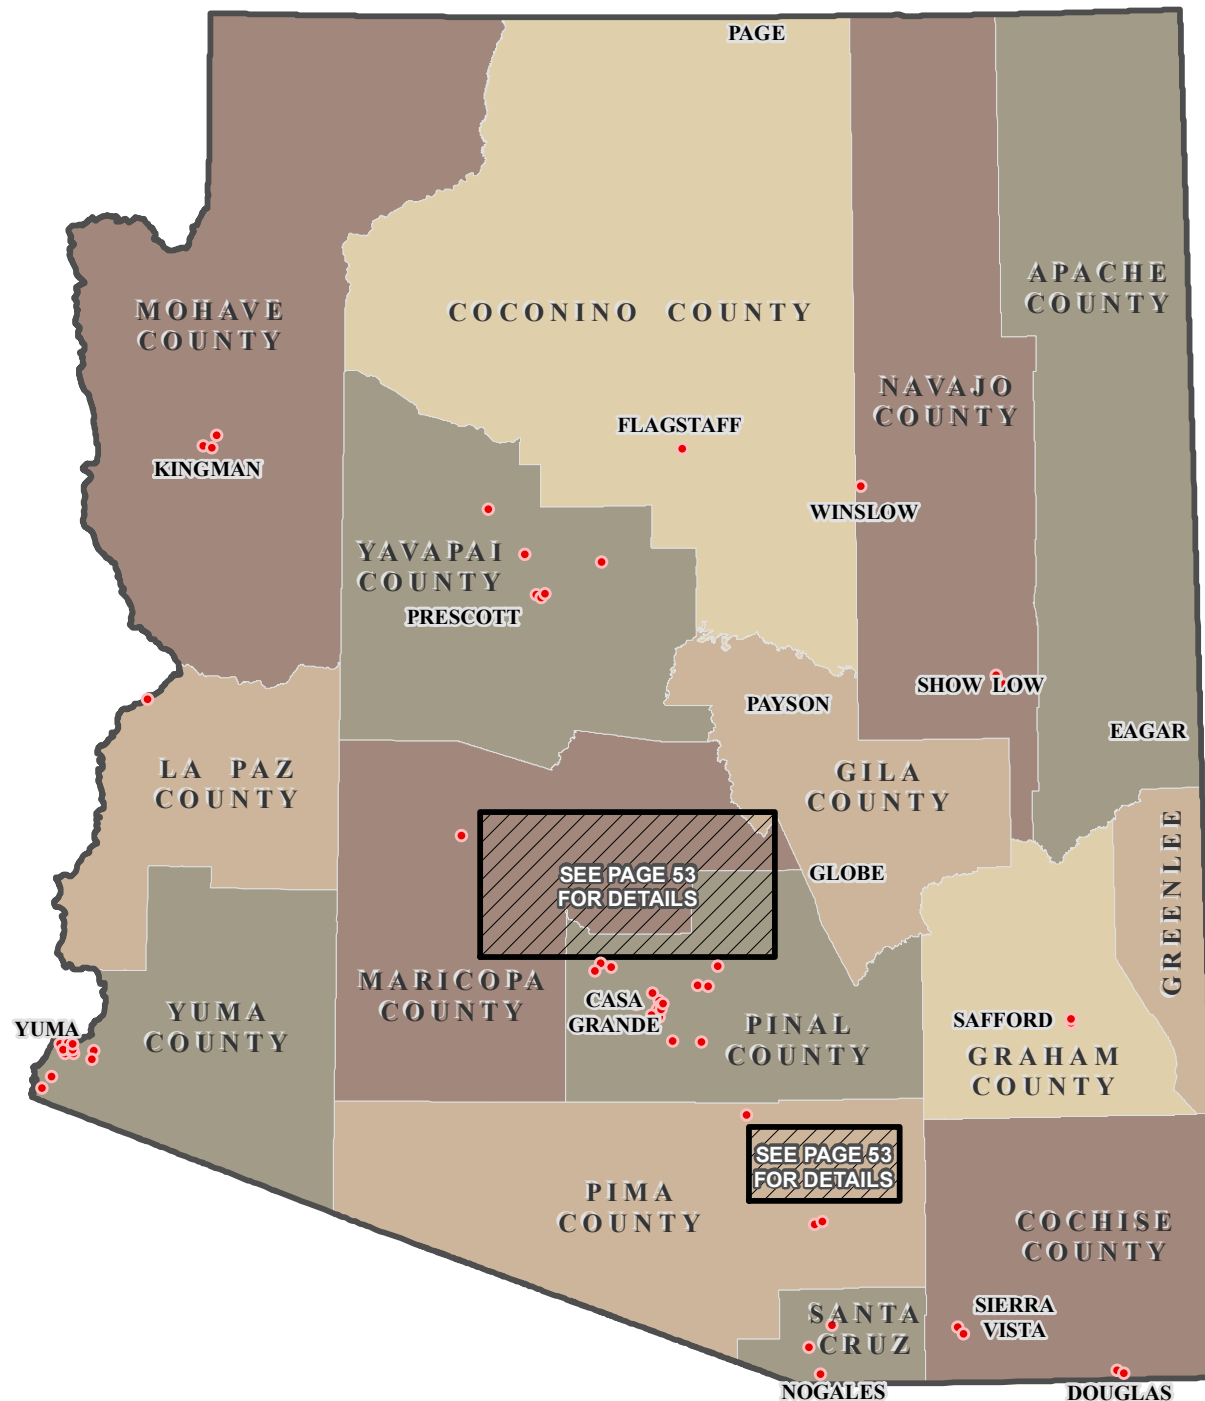 PAGE
APACHE
COUNTY
MOHAVE
COUNTY
COCONINO COUNTY
NAVAJO
COUNTY
FLAGSTAFF
KINGMAN
WINSLOW
YAVAPAI
COUNTY
PRESCOTT
SHOW LOW
PAYSON
EAGAR
LA PAZ
COUNTY
GILA
COUNTY
GREENLEE
SEE PAGE 53
FOR DETAILS
GLOBE
MARICOPA
COUNTY
CASA
GRANDE
YUMA
YUMA
COUNTY
PINAL
COUNTY
SAFFORD
GRAHAM
COUNTY
SEE PAGE 53
FOR DETAILS
PIMA
COUNTY
COCHISE
COUNTY
SANTA
CRUZ
SIERRA
VISTA
NOGALES
DOUGLAS